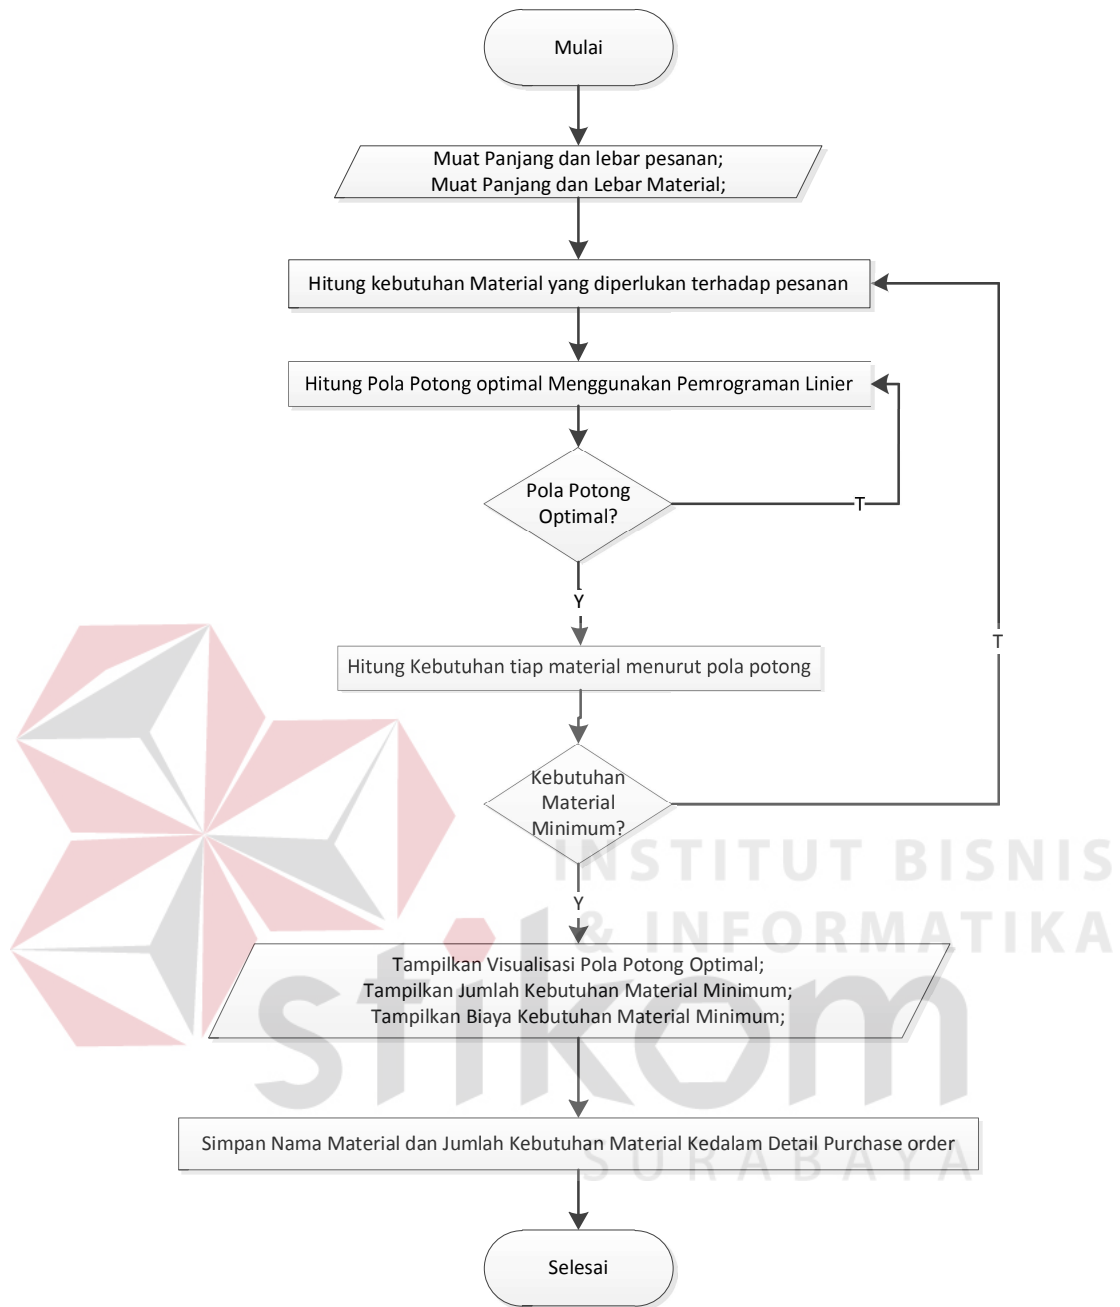 Mulai
Muat Panjang dan lebar pesanan;
Muat Panjang dan Lebar Material;
Hitung kebutuhan Material yang diperlukan terhadap pesanan
Hitung Pola Potong optimal Menggunakan Pemrograman Linier
Pola Potong
Optimal?
T
Y
Hitung Kebutuhan tiap material menurut pola potong
T
Kebutuhan
Material
Minimum?
INSTITUT BISNIS
Y
& INFORMATIKA
Tampilkan Visualisasi Pola Potong Optimal;
Tampilkan Jumlah Kebutuhan Material Minimum;
Tampilkan Biaya Kebutuhan Material Minimum;
stikom
Simpan Nama Material dan Jumlah Kebutuhan Material Kedalam Detail Purchase order
SURABAYA
Selesai